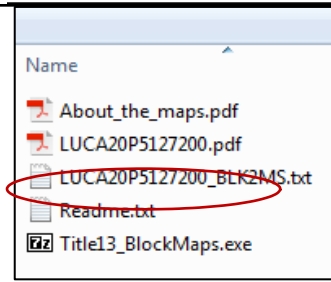 Name
About_the_maps.pdf
LUCA20P5127200.pdf
LUCA20P5127200_BLK2MS.txt
Readme.txt
Title13_BlockMaps.exe